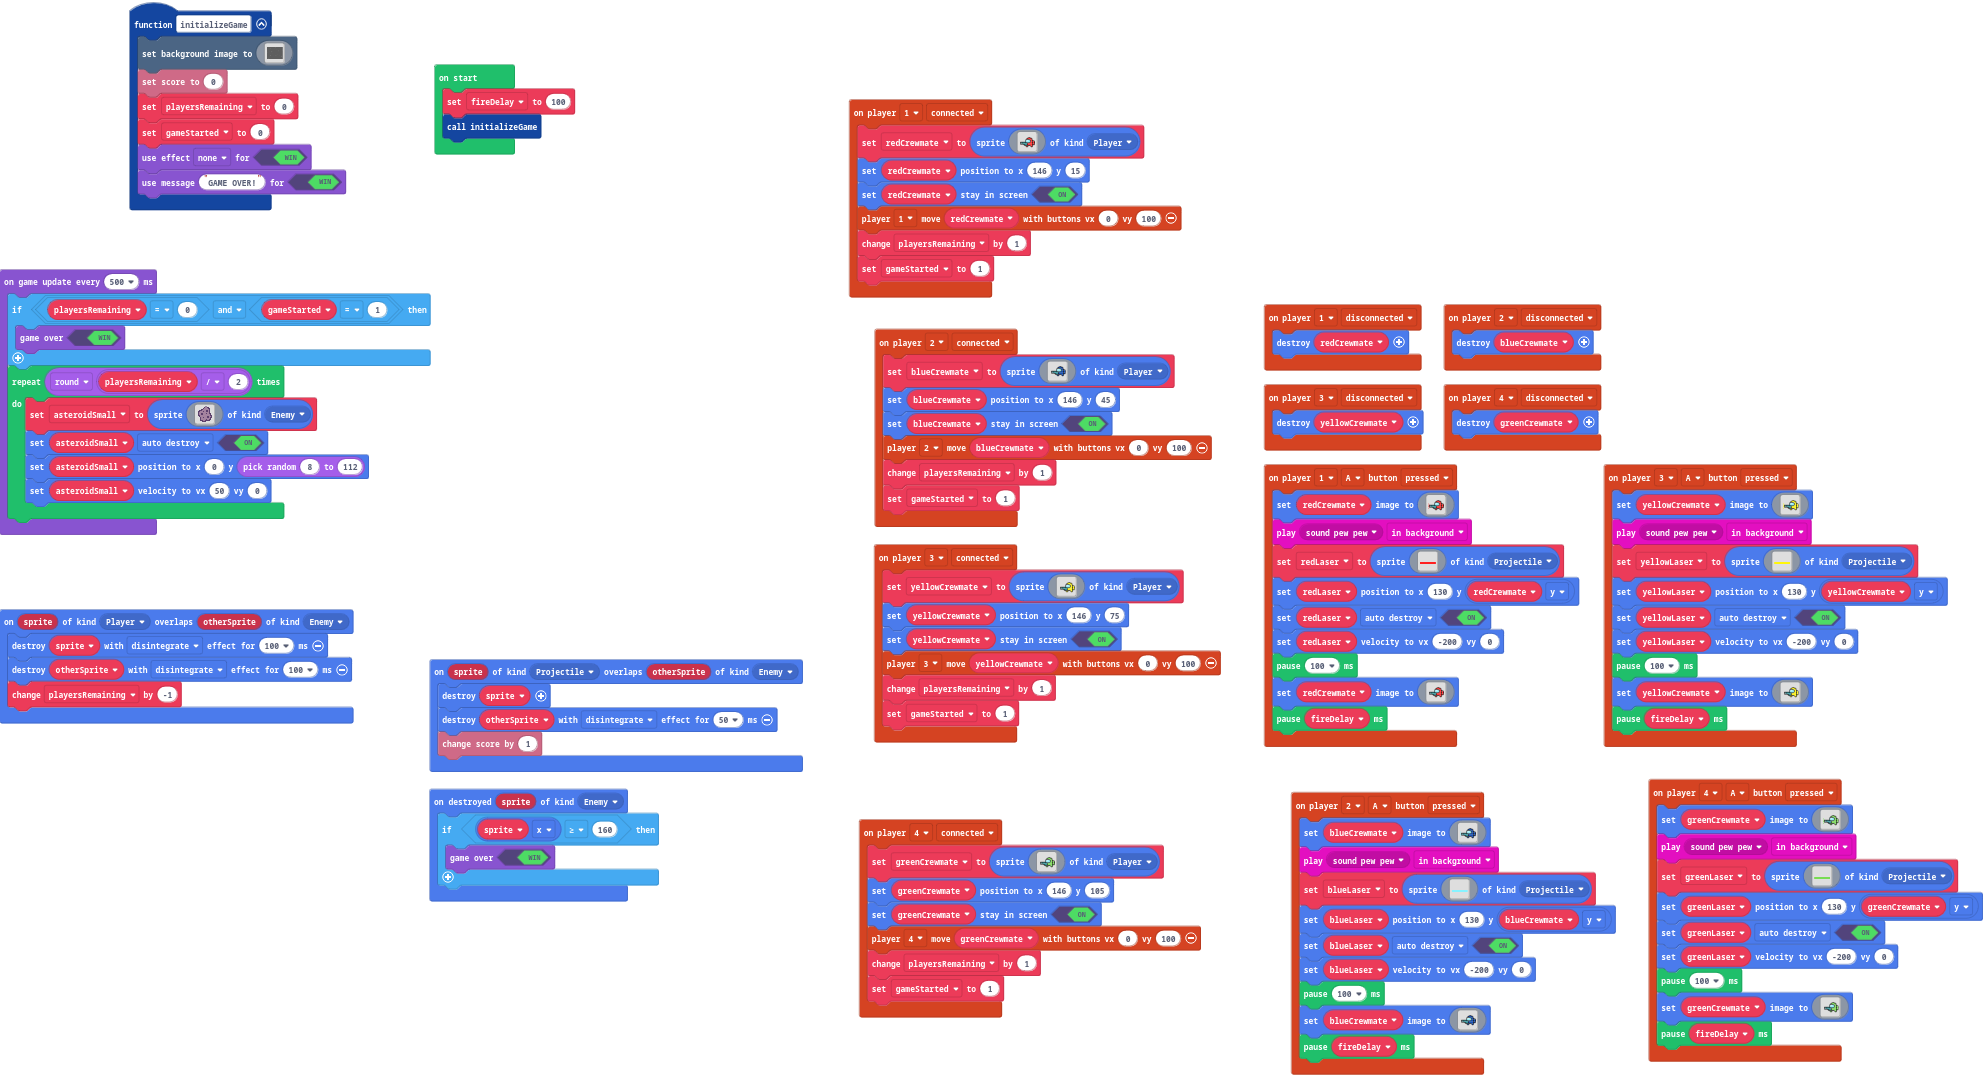 function initializeGame
set background image to
set score to 0
set playersRemaining to 0
set gameStarted to 0
use effect none for WIN
use message "GAME OVER!" for WIN
on start
set fireDelay to 100
call initializeGame
on game update every 500 ms
if playersRemaining = 0 and gameStarted = 1 then
game over WIN
repeat round playersRemaining / 2 times
do
set asteroidSmall to sprite of kind Enemy
set asteroidSmall auto destroy ON
set asteroidSmall position to x 0 y pick random 8 to 112
set asteroidSmall velocity to vx 50 vy 0
on sprite of kind Player overlaps otherSprite of kind Enemy
destroy sprite with disintegrate effect for 100 ms
destroy otherSprite with disintegrate effect for 100 ms
change playersRemaining by -1
on sprite of kind Projectile overlaps otherSprite of kind Enemy
destroy sprite
destroy otherSprite with disintegrate effect for 50 ms
change score by 1
on destroyed sprite of kind Enemy
if sprite x ≥ 160 then
game over WIN
on player 1 connected
set redCrewmate to sprite of kind Player
set redCrewmate position to x 146 y 15
set redCrewmate stay in screen ON
player 1 move redCrewmate with buttons vx 0 vy 100
change playersRemaining by 1
set gameStarted to 1
on player 2 connected
set blueCrewmate to sprite of kind Player
set blueCrewmate position to x 146 y 45
set blueCrewmate stay in screen ON
player 2 move blueCrewmate with buttons vx 0 vy 100
change playersRemaining by 1
set gameStarted to 1
on player 3 connected
set yellowCrewmate to sprite of kind Player
set yellowCrewmate position to x 146 y 75
set yellowCrewmate stay in screen ON
player 3 move yellowCrewmate with buttons vx 0 vy 100
change playersRemaining by 1
set gameStarted to 1
on player 4 connected
set greenCrewmate to sprite of kind Player
set greenCrewmate position to x 146 y 105
set greenCrewmate stay in screen ON
player 4 move greenCrewmate with buttons vx 0 vy 100
change playersRemaining by 1
set gameStarted to 1
on player 1 disconnected
destroy redCrewmate
on player 2 disconnected
destroy blueCrewmate
on player 3 disconnected
destroy yellowCrewmate
on player 4 disconnected
destroy greenCrewmate
on player 1 A button pressed
set redCrewmate image to
play sound pew pew in background
set redLaser to sprite of kind Projectile
set redLaser position to x 130 y redCrewmate y
set redLaser auto destroy ON
set redLaser velocity to vx -200 vy 0
pause 100 ms
set redCrewmate image to
pause fireDelay ms
on player 3 A button pressed
set yellowCrewmate image to
play sound pew pew in background
set yellowLaser to sprite of kind Projectile
set yellowLaser position to x 130 y yellowCrewmate y
set yellowLaser auto destroy ON
set yellowLaser velocity to vx -200 vy 0
pause 100 ms
set yellowCrewmate image to
pause fireDelay ms
on player 2 A button pressed
set blueCrewmate image to
play sound pew pew in background
set blueLaser to sprite of kind Projectile
set blueLaser position to x 130 y blueCrewmate y
set blueLaser auto destroy ON
set blueLaser velocity to vx -200 vy 0
pause 100 ms
set blueCrewmate image to
pause fireDelay ms
on player 4 A button pressed
set greenCrewmate image to
play sound pew pew in background
set greenLaser to sprite of kind Projectile
set greenLaser position to x 130 y greenCrewmate y
set greenLaser auto destroy ON
set greenLaser velocity to vx -200 vy 0
pause 100 ms
set greenCrewmate image to
pause fireDelay ms